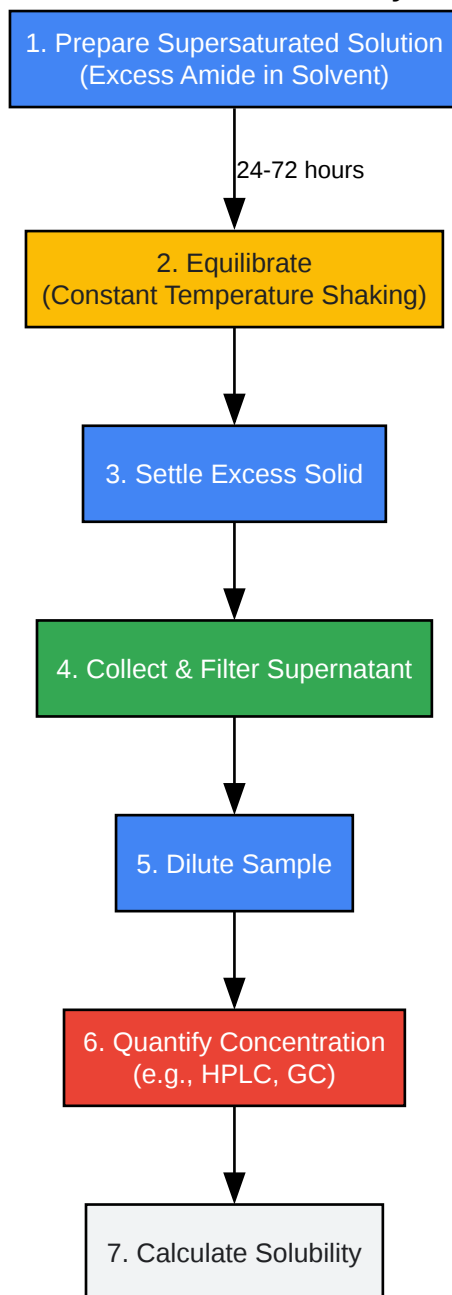 1. Prepare Supersaturated Solution
(Excess Amide in Solvent)
24-72 hours
2. Equilibrate
(Constant Temperature Shaking)
3. Settle Excess Solid
4. Collect & Filter Supernatant
5. Dilute Sample
6. Quantify Concentration
(e.g., HPLC, GC)
7. Calculate Solubility